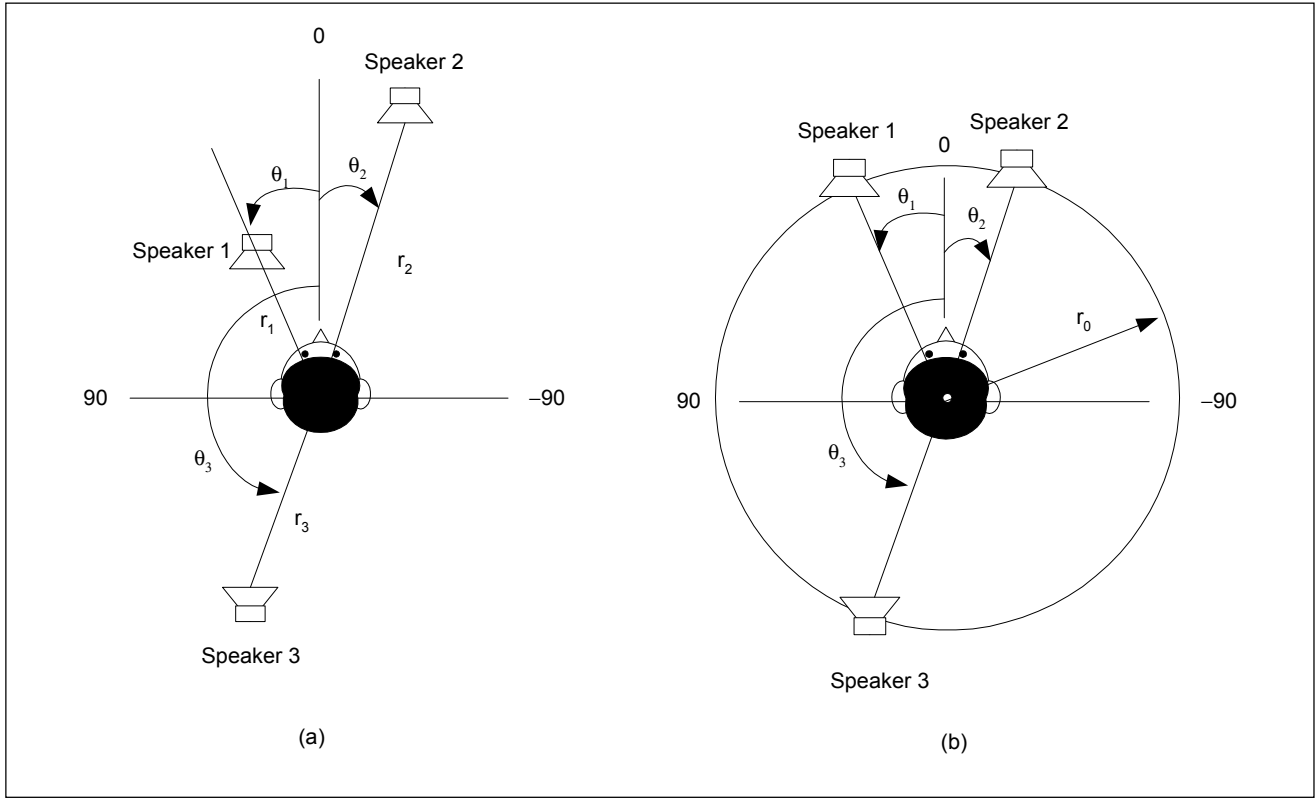 0
Speaker 2
θ1
θ2
Speaker 1
r2
r1
90
–90
θ3
r3
Speaker 3
(a)
Speaker 1
Speaker 2
0
θ1
θ2
r0
90
–90
θ3
Speaker 3
(b)